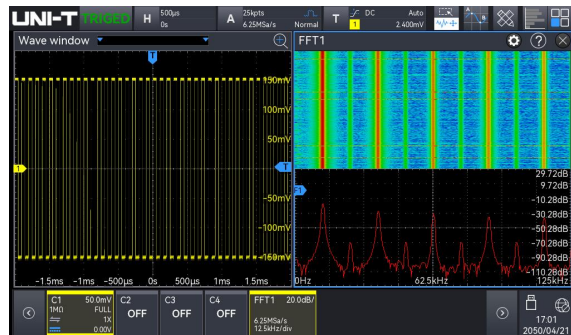 UNI-T TRIGED H 500μs 0s A 25kpts 6.25MSa/s Normal T DC 1 Auto 2.400mV
Wave window FFT1
T
150mV
100mV
50mV
1 T
-50mV
-100mV
-150mV
-1.5ms -1ms -500μs 0s 500μs 1ms 1.5ms
29.72dB
F1 9.72dB
-10.28dB
-30.28dB
-50.28dB
-70.28dB
-90.28dB
-110.28dB
0Hz 62.5kHz 125kHz
C1 50.0mV C2 C3 C4 FFT1 20.0dB/
1MΩ FULL OFF OFF OFF
1X 6.25MSa/s
0.00V 12.5kHz/div
17:01
2050/04/21